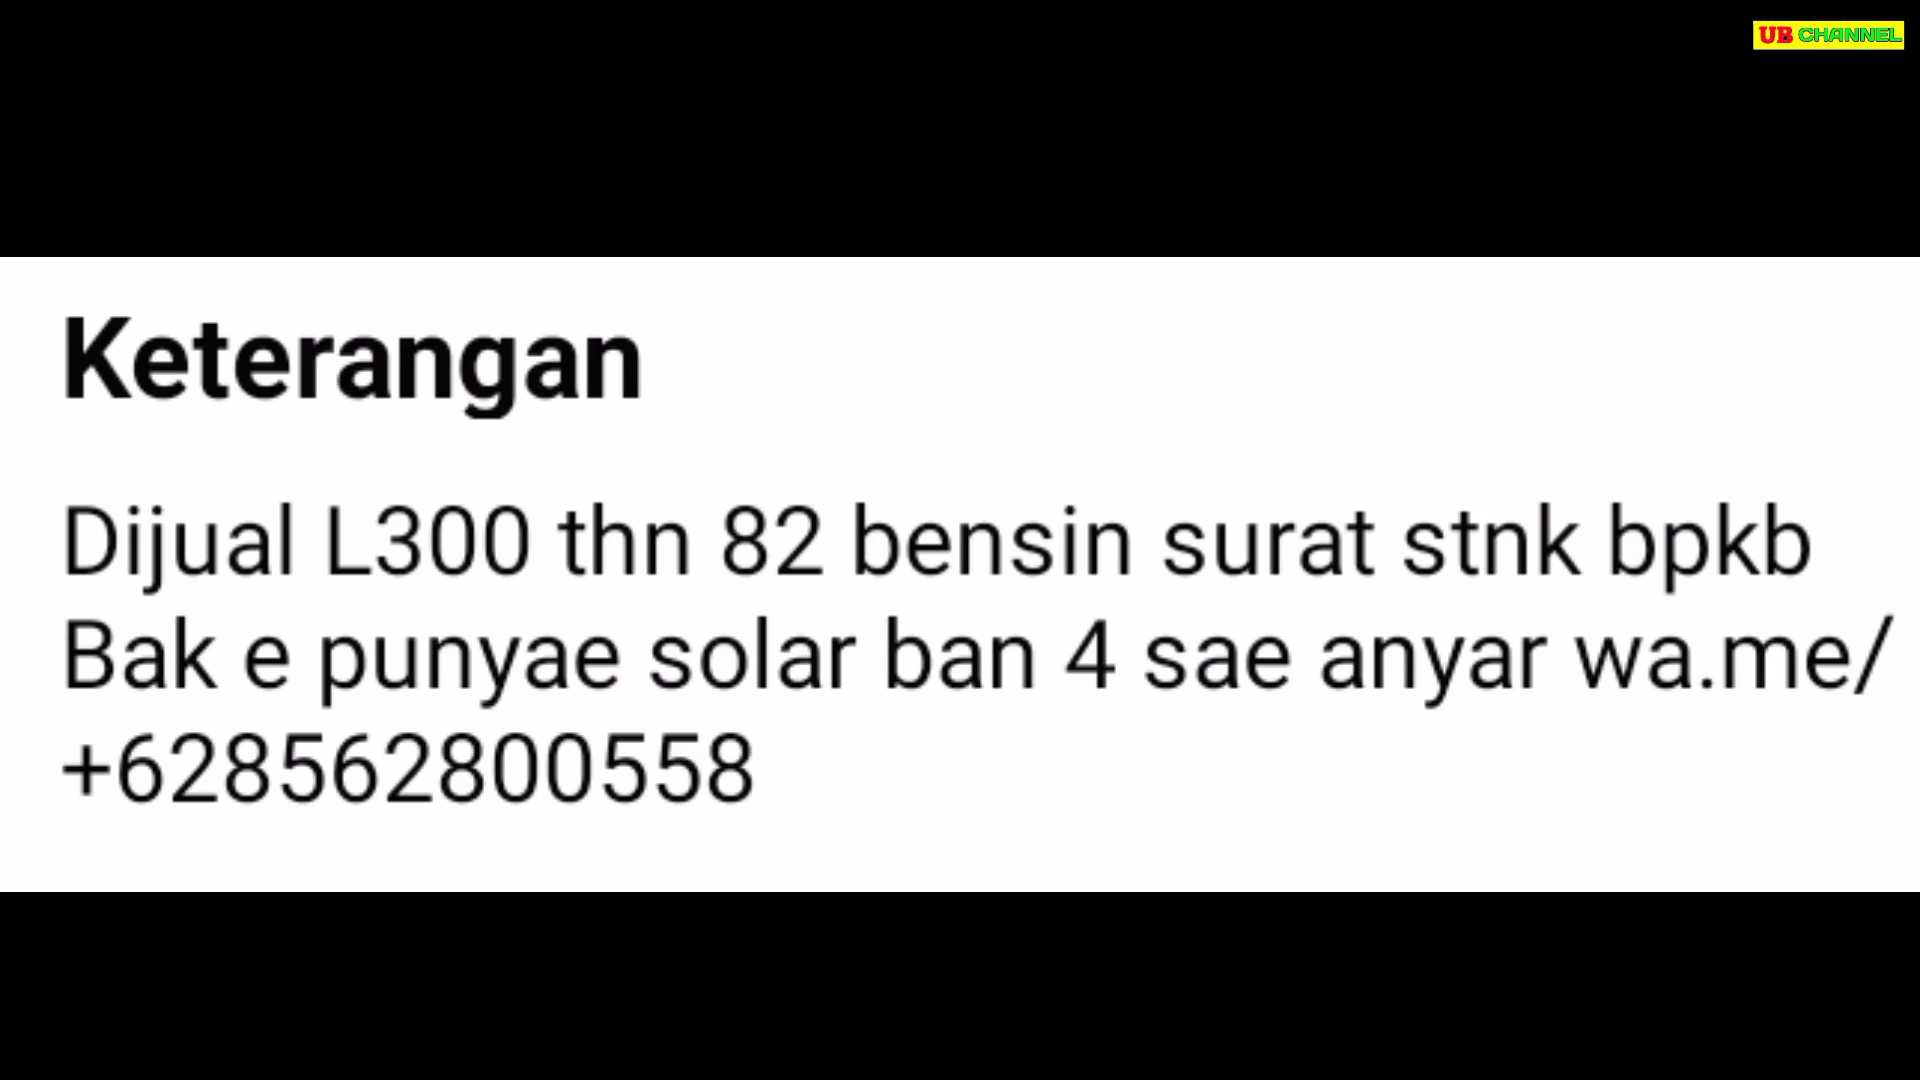 UB CHANNEL
Keterangan
Dijual L300 thn 82 bensin surat stnk bpkb
Bak e punyae solar ban 4 sae anyar wa.me/
+628562800558